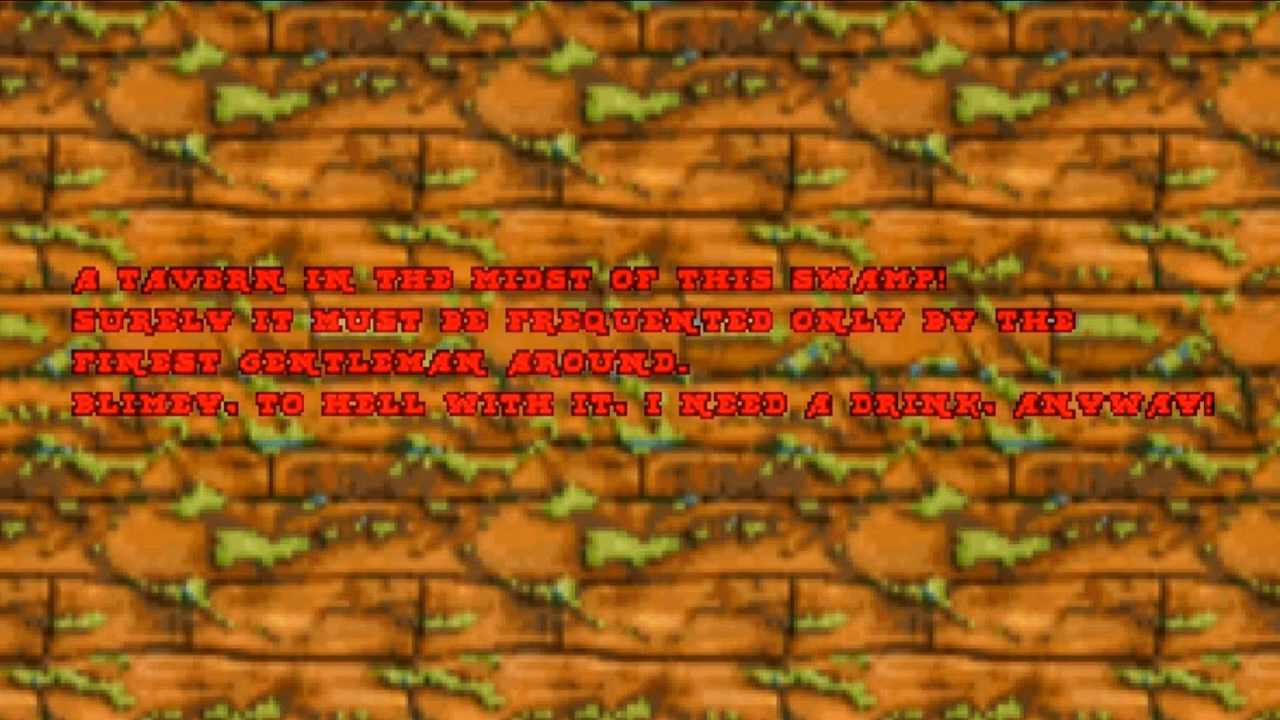 A TAVERN IN THE MIDST OF THIS SWAMP!
SURELY IT MUST BE FREQUENTED ONLY BY THE
FINEST GENTLEMAN AROUND.
BLIMEY, TO HELL WITH IT, I NEED A DRINK, ANYWAY!